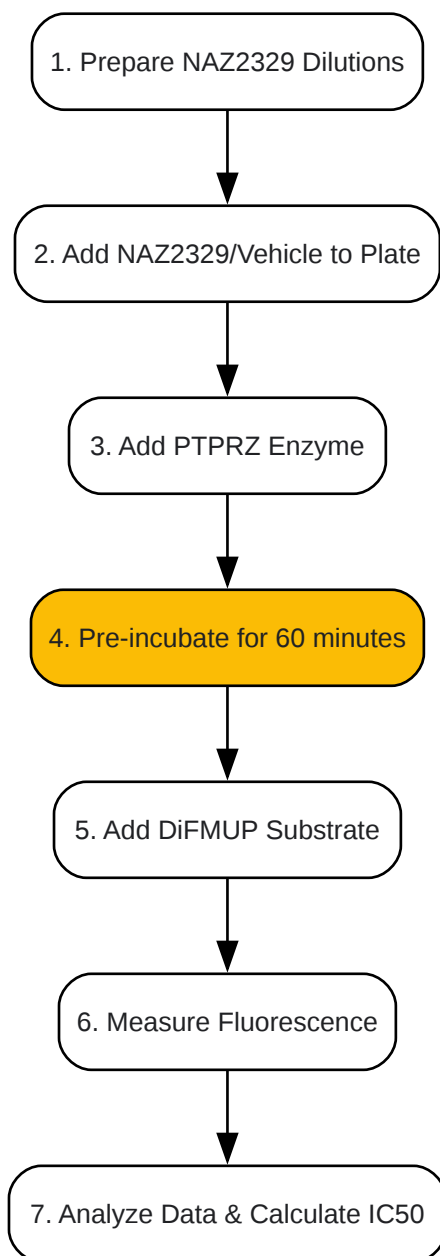 1. Prepare NAZ2329 Dilutions
2. Add NAZ2329/Vehicle to Plate
3. Add PTPRZ Enzyme
4. Pre-incubate for 60 minutes
5. Add DiFMUP Substrate
6. Measure Fluorescence
7. Analyze Data & Calculate IC50